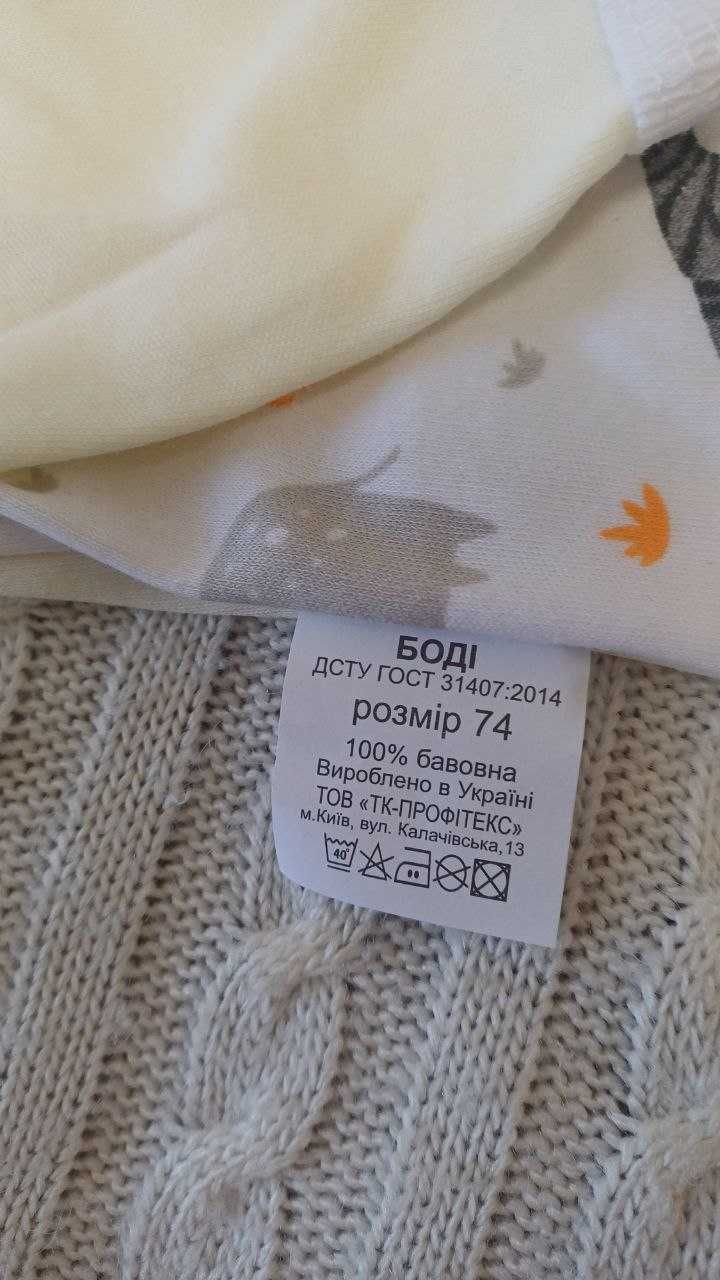 БОДІ
ДСТУ ГОСТ 31407:2014
розмір 74
100% бавовна
Вироблено в Україні
ТОВ «ТК-ПРОФІТЕКС»
м.Київ, вул. Калачівська,13
40°